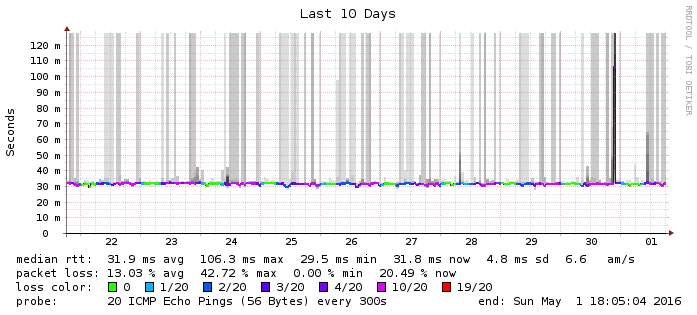 Last 10 Days
RRDTOOL / TOBI OETIKER
Seconds
120 m
110 m
100 m
90 m
80 m
70 m
60 m
50 m
40 m
30 m
20 m
10 m
0
22 23 24 25 26 27 28 29 30 01
median rtt: 31.9 ms avg 106.3 ms max 29.5 ms min 31.8 ms now 4.8 ms sd 6.6 am/s
packet loss: 13.03 % avg 42.72 % max 0.00 % min 20.49 % now
loss color: 0 1/20 2/20 3/20 4/20 10/20 19/20
probe: 20 ICMP Echo Pings (56 Bytes) every 300s end: Sun May 1 18:05:04 2016